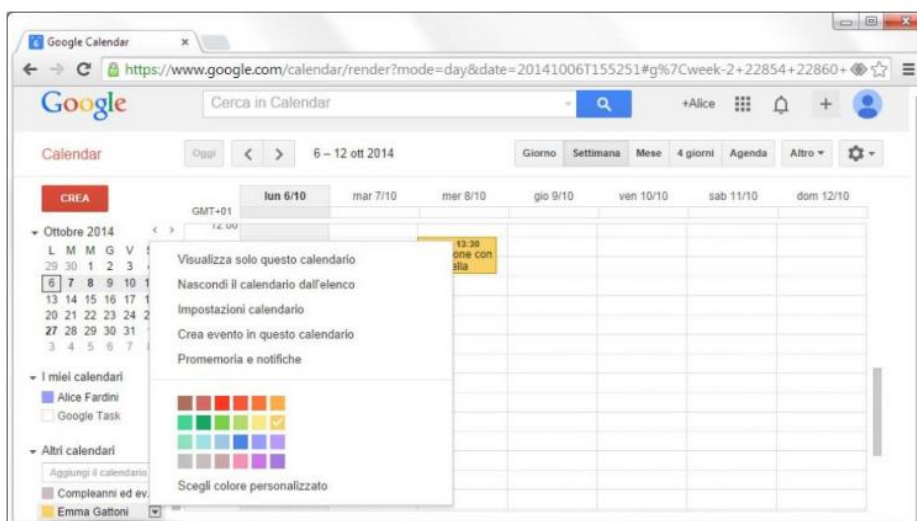 Google Calendar
https://www.google.com/calendar/render?mode=day&date=20141006T155251#g%7Cweek-2+22854+22860+
Google Cerca in Calendar +Alice
Calendar Oggi 6 – 12 ott 2014 Giorno Settimana Mese 4 giorni Agenda Altro
CREA
lun 6/10 mar 7/10 mer 8/10 gio 9/10 ven 10/10 sab 11/10 dom 12/10
GMT+01
12:00
Ottobre 2014
L M M G V
29 30 1 2 3
6 7 8 9 10
13 14 15 16 17
20 21 22 23 24
27 28 29 30 31
3 4 5 6 7
I miei calendari
Alice Fardini
Google Task
Altri calendari
Aggiungi il calendario
Compleanni ed ev.
Emma Gattoni
Visualizza solo questo calendario
Nascondi il calendario dall'elenco
Impostazioni calendario
Crea evento in questo calendario
Promemoria e notifiche
Scegli colore personalizzato
13:30
one con
ella